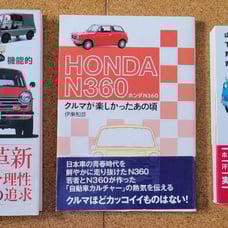 機能的
革新
理性
の追求
HONDA
N360
ホンダN360
クルマが楽しかったあの頃
伊東和彦
日本車の青春時代を
鮮やかに走り抜けたN360
若者とN360が作った
「自動車カルチャー」の熱気を伝える
クルマほどカッコイイものはない!
山
下